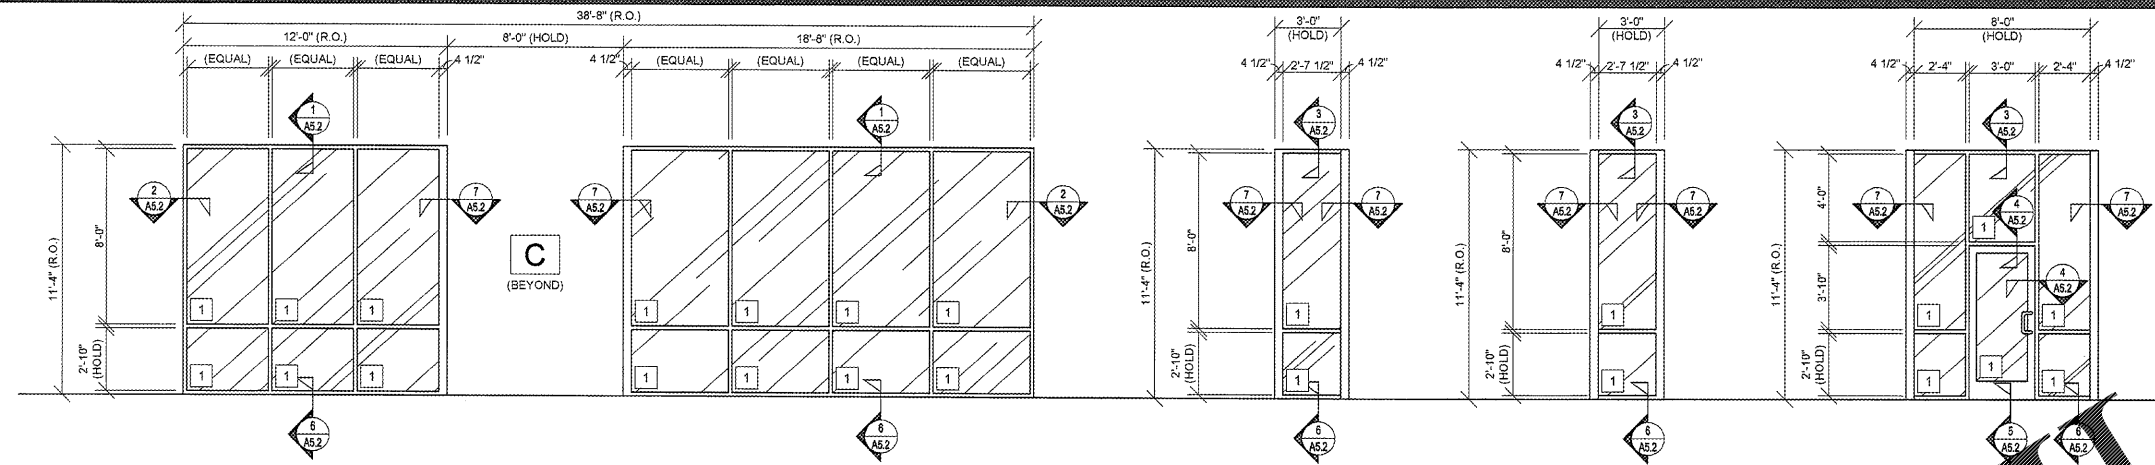 38'-8" (R.O.)
12'-0" (R.O.) 8'-0" (HOLD) 18'-8" (R.O.)
(EQUAL) (EQUAL) (EQUAL) 4 1/2" 4 1/2" (EQUAL) (EQUAL) (EQUAL) (EQUAL)
1
A5.2
1
A5.2
2
A5.2
7
A5.2
7
A5.2
2
A5.2
11'-4" (R.O.)
8'-0"
2'-10"
(HOLD)
C
(BEYOND)
1 1 1 1 1 1 1
1 1 1 1 1 1 1
6
A5.2
6
A5.2
3'-0"
(HOLD)
4 1/2" 2'-7 1/2" 4 1/2"
3
A5.2
7
A5.2
7
A5.2
11'-4" (R.O.)
8'-0"
2'-10"
(HOLD)
1
1
6
A5.2
3'-0"
(HOLD)
4 1/2" 2'-7 1/2" 4 1/2"
3
A5.2
7
A5.2
7
A5.2
11'-4" (R.O.)
8'-0"
2'-10"
(HOLD)
1
1
6
A5.2
8'-0"
(HOLD)
4 1/2" 2'-4" 3'-0" 2'-4" 4 1/2"
3
A5.2
7
A5.2
4
A5.2
7
A5.2
4
A5.2
11'-4" (R.O.)
4'-0"
3'-10"
2'-10"
(HOLD)
1
1 1
1 1 1
5
A5.2
6
A5.2